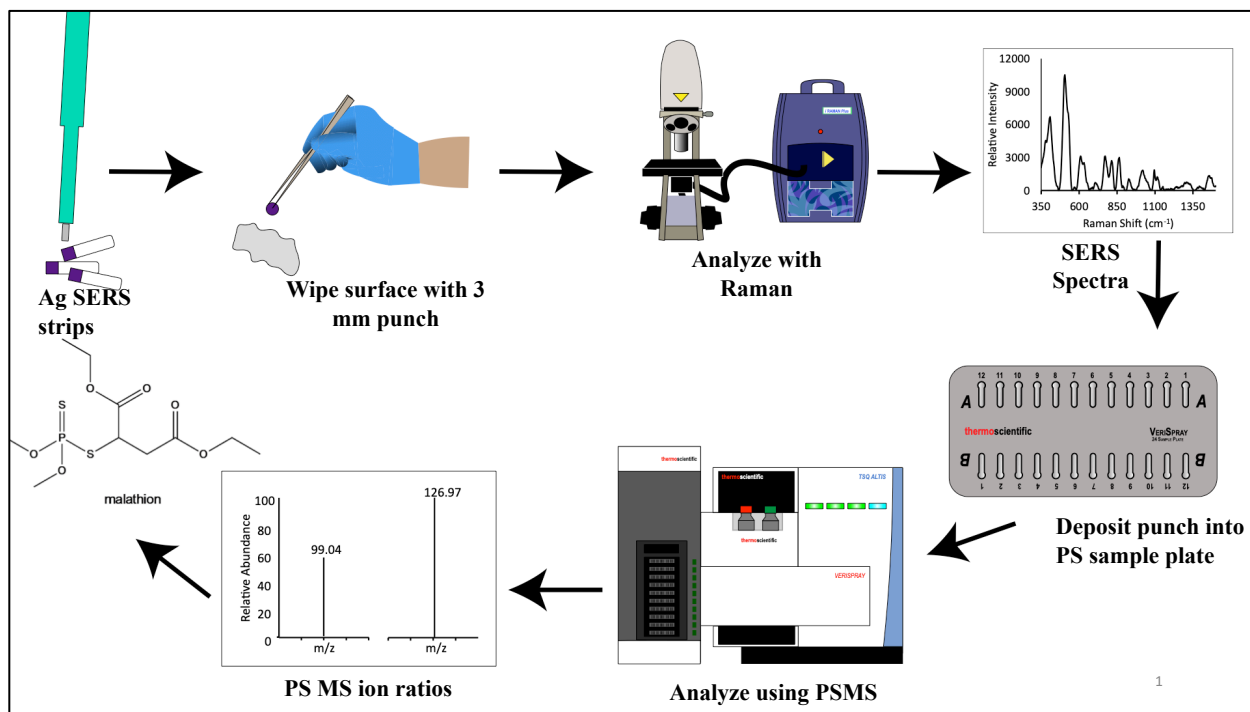 Ag SERS
strips
Wipe surface with 3
mm punch
i RAMAN Plus
Analyze with
Raman
12000
9000
6000
3000
0
Relative Intensity
350 600 850 1100 1350
Raman Shift (cm-1)
SERS
Spectra
12 11 10 9 8 7 6 5 4 3 2 1
A A
thermoscientific VERISPRAY
24 SAMPLE PLATE
B B
1 2 3 4 5 6 7 8 9 10 11 12
Deposit punch into
PS sample plate
thermoscientific
thermoscientific
TSQ ALTIS
thermoscientific
VERISPRAY
Analyze using PSMS
100
80
60
40
20
0
Relative Abundance
99.04
126.97
m/z m/z
PS MS ion ratios
O
O
O
O
S
P
S
O
O
malathion
1